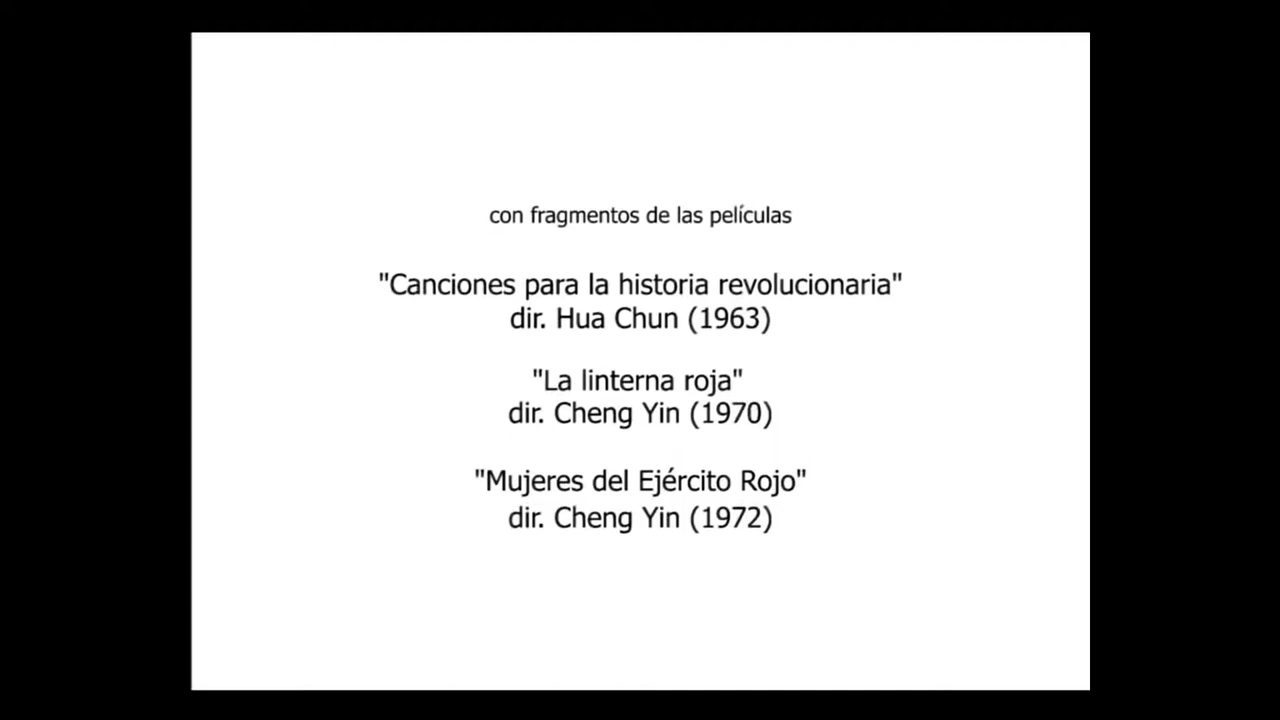 con fragmentos de las películas
"Canciones para la historia revolucionaria"
dir. Hua Chun (1963)
"La linterna roja"
dir. Cheng Yin (1970)
"Mujeres del Ejército Rojo"
dir. Cheng Yin (1972)